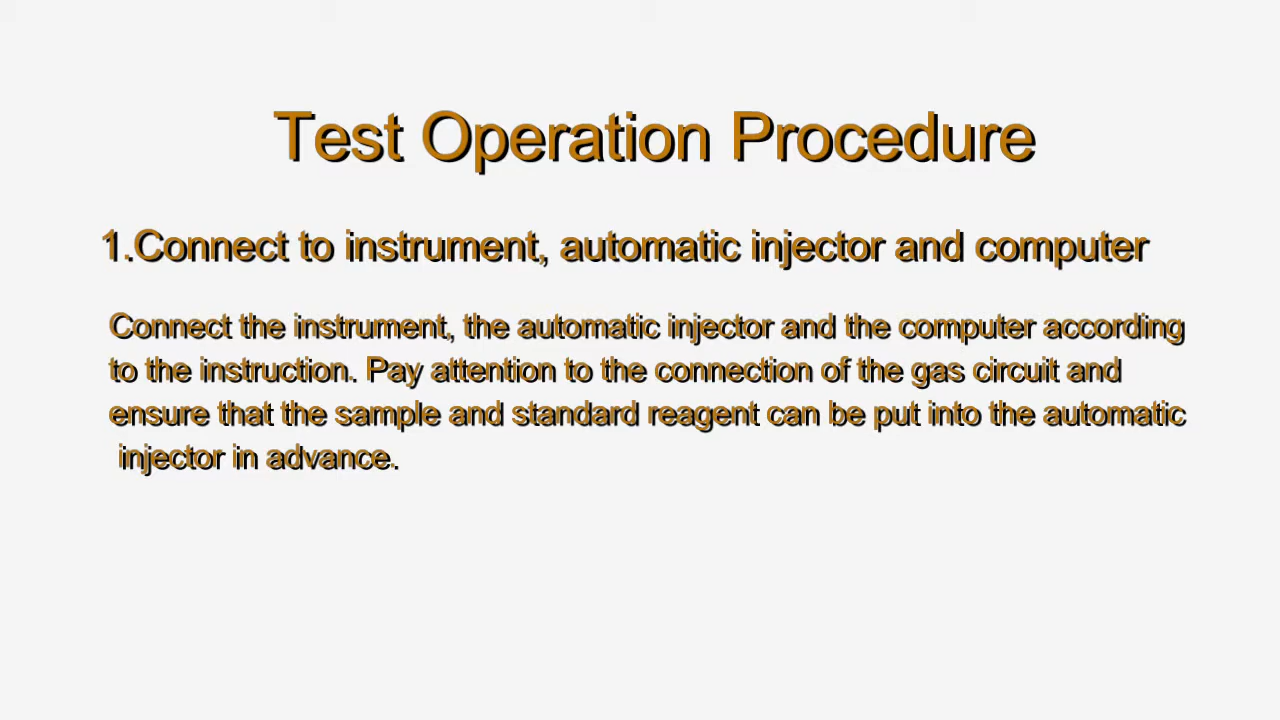 Test Operation Procedure
1.Connect to instrument, automatic injector and computer
Connect the instrument, the automatic injector and the computer according
to the instruction. Pay attention to the connection of the gas circuit and
ensure that the sample and standard reagent can be put into the automatic
injector in advance.